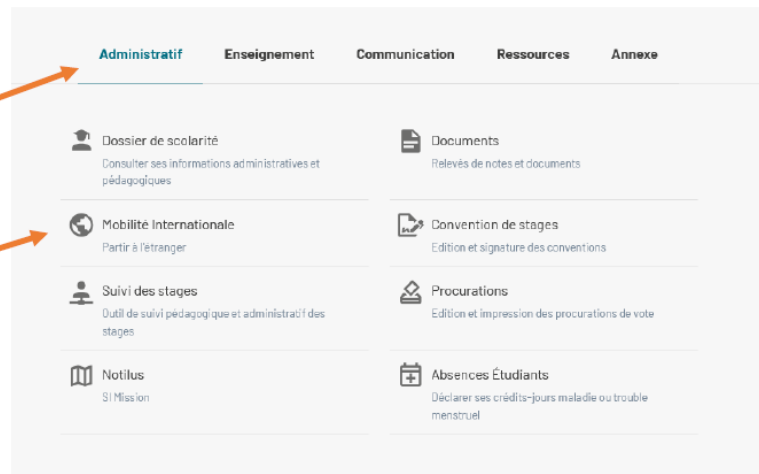 Administratif Enseignement Communication Ressources Annexe
Dossier de scolarité
Consulter ses informations administratives et
pédagogiques
Documents
Relevés de notes et documents
Mobilité Internationale
Partir à l'étranger
Convention de stages
Edition et signature des conventions
Suivi des stages
Outil de suivi pédagogique et administratif des
stages
Procurations
Edition et impression des procurations de vote
Notilus
SI Mission
Absences Étudiants
Déclarer ses crédits-jours maladie ou trouble
menstruel